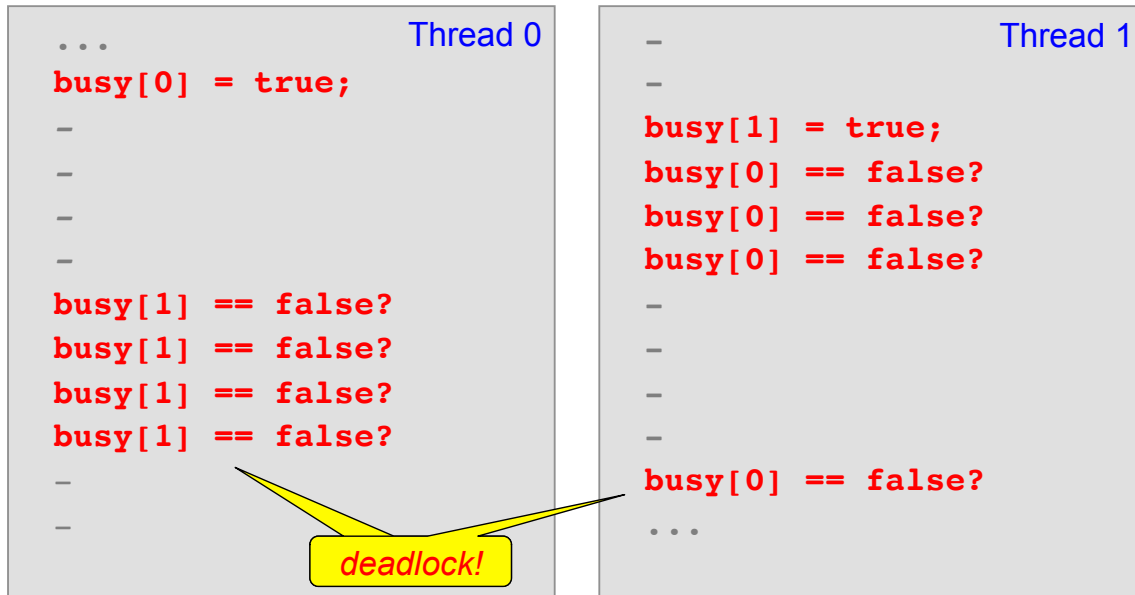 Thread 0
...
busy[0] = true;
–
–
–
–
busy[1] == false?
busy[1] == false?
busy[1] == false?
busy[1] == false?
–
–
Thread 1
–
–
busy[1] = true;
busy[0] == false?
busy[0] == false?
busy[0] == false?
–
–
–
–
busy[0] == false?
...
deadlock!